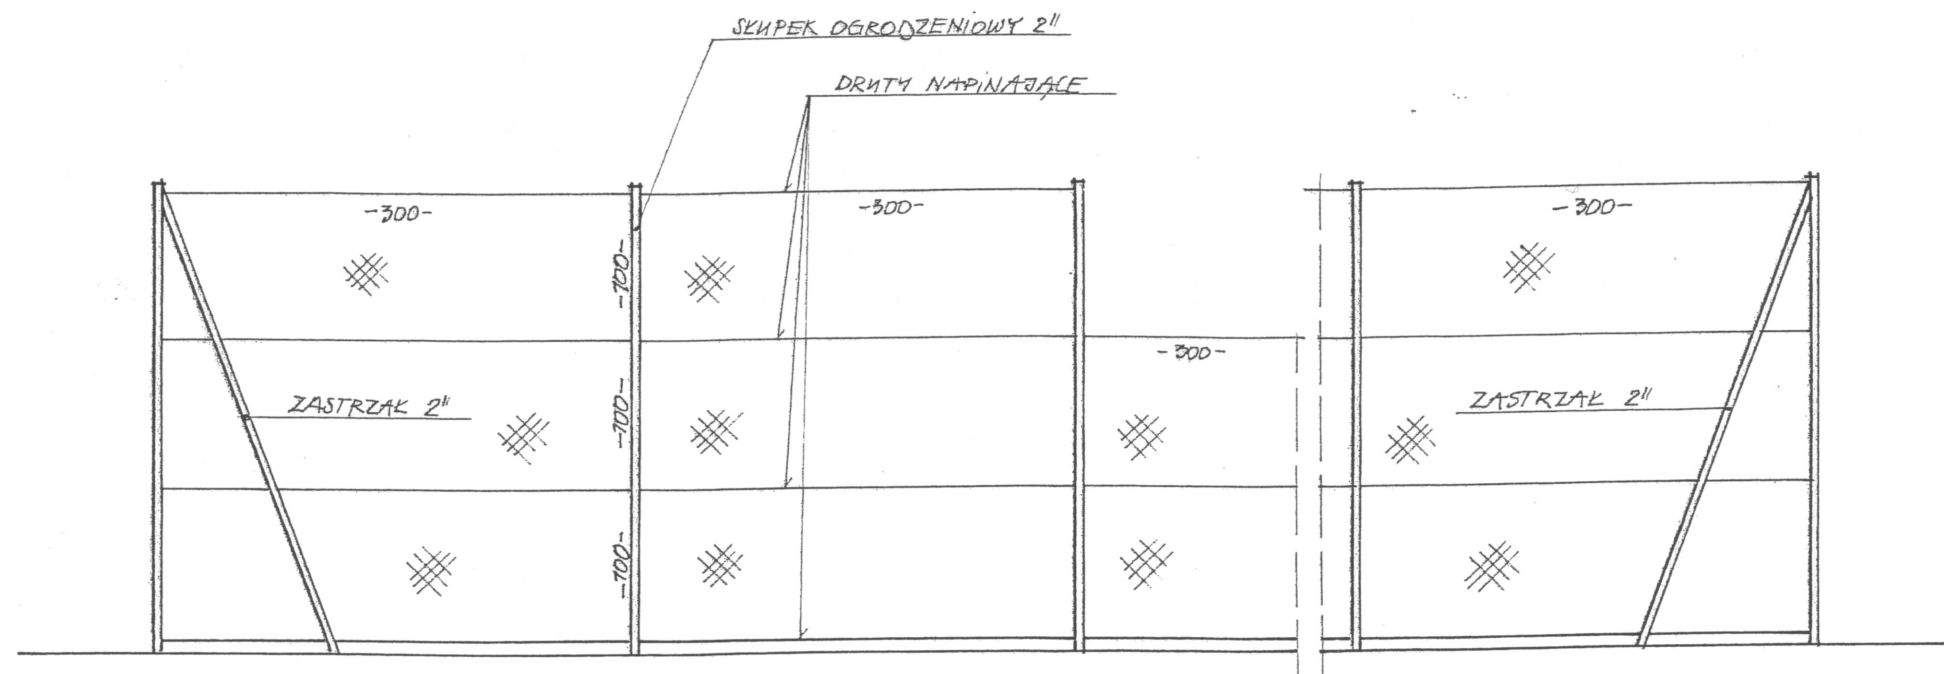 SŁUPEK OGRODZENIOWY 2"
DRUTY NAPINAJĄCE
-300-
-300-
-300-
-700-
-300-
ZASTRZAŁ 2"
-700-
ZASTRZAŁ 2"
-700-